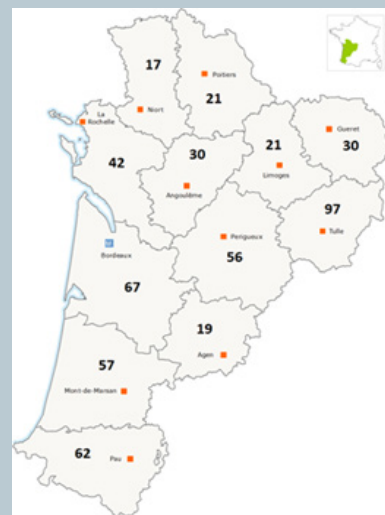 17
Poitiers
21
Niort
La
Rochelle
42
30
Angoulême
21
Limoges
Gueret
30
97
Tulle
Bordeaux
67
Perigueux
56
19
Agen
57
Mont-de-Marsan
62
Pau